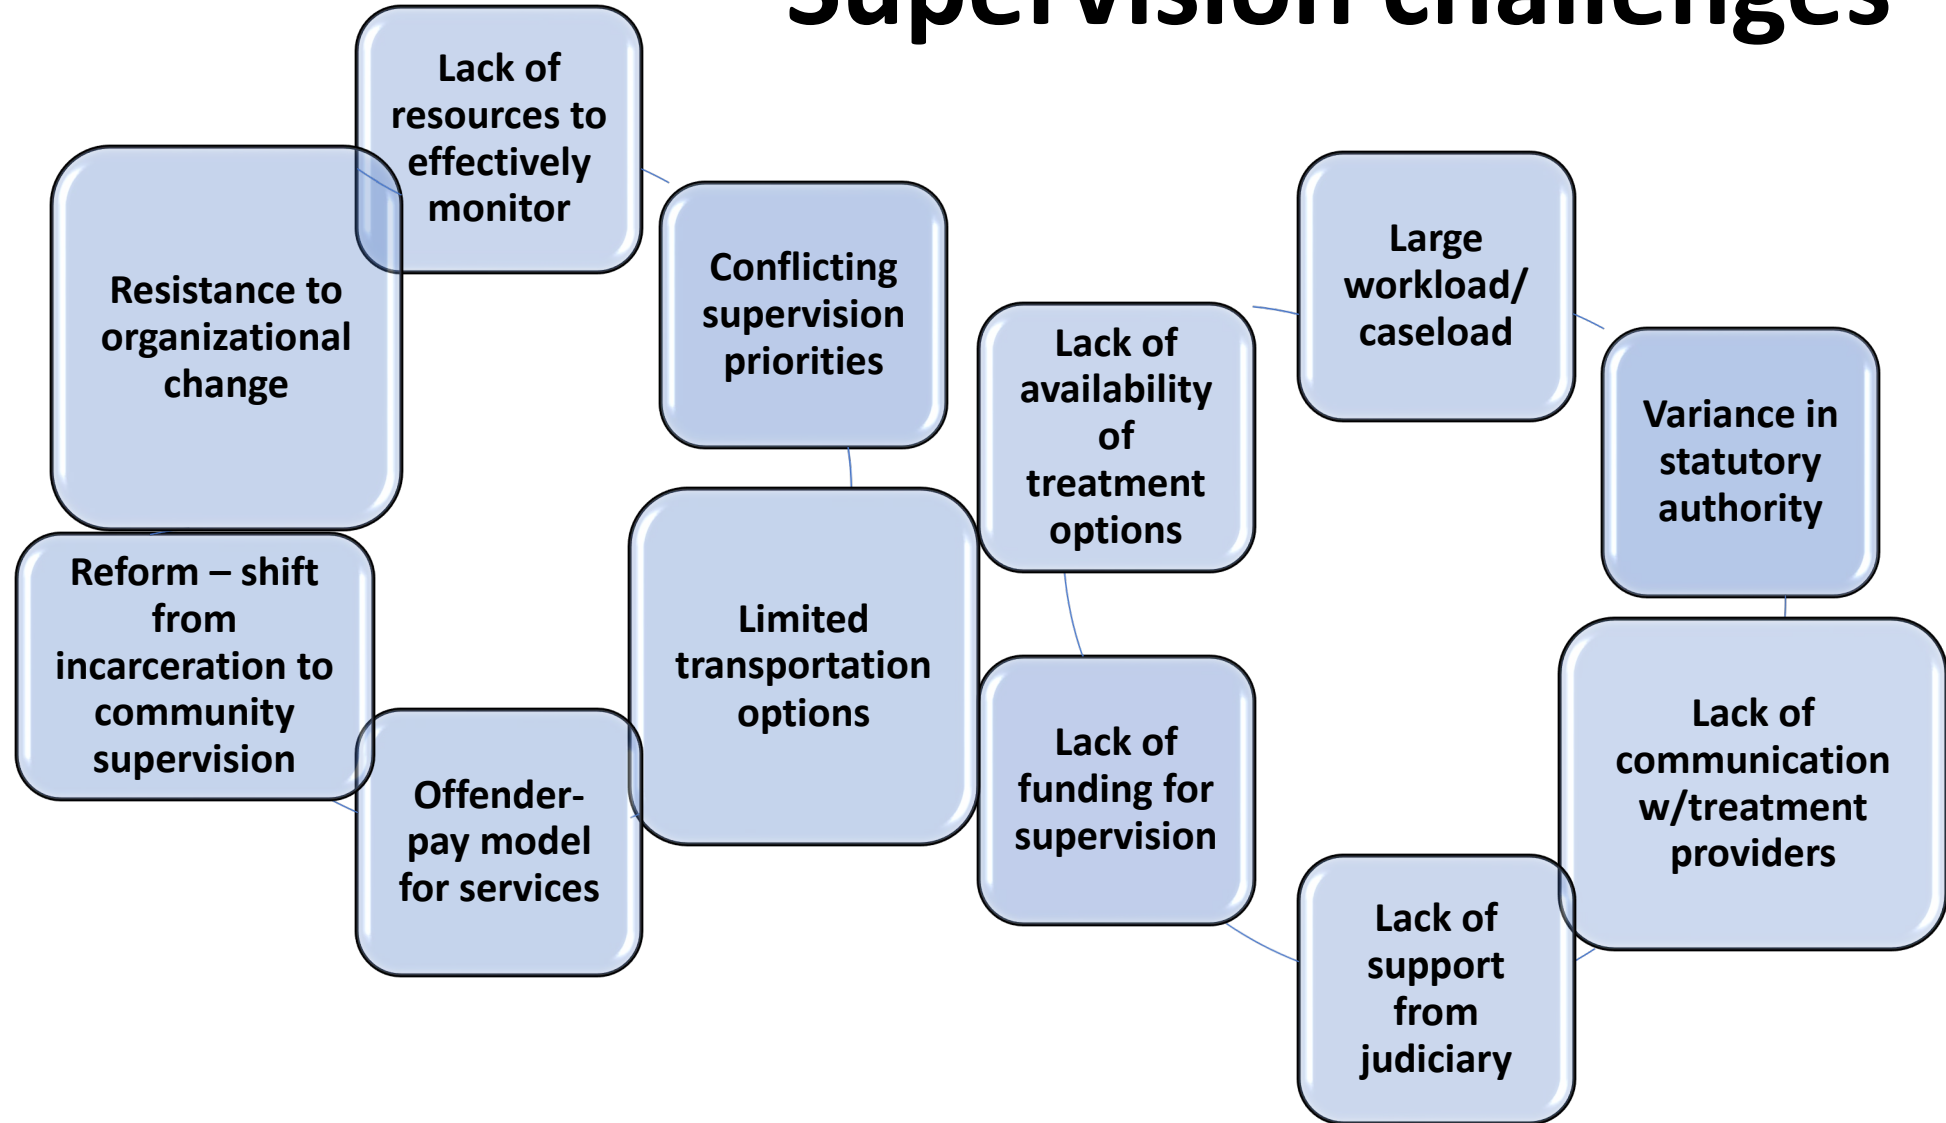 Supervision challenges
Lack of
resources to
effectively
monitor
Resistance to
organizational
change
Conflicting
supervision
priorities
Reform – shift
from
incarceration to
community
supervision
Offender-
pay model
for services
Limited
transportation
options
Lack of
availability
of
treatment
options
Large
workload/
caseload
Variance in
statutory
authority
Lack of
funding for
supervision
Lack of
communication
w/treatment
providers
Lack of
support
from
judiciary